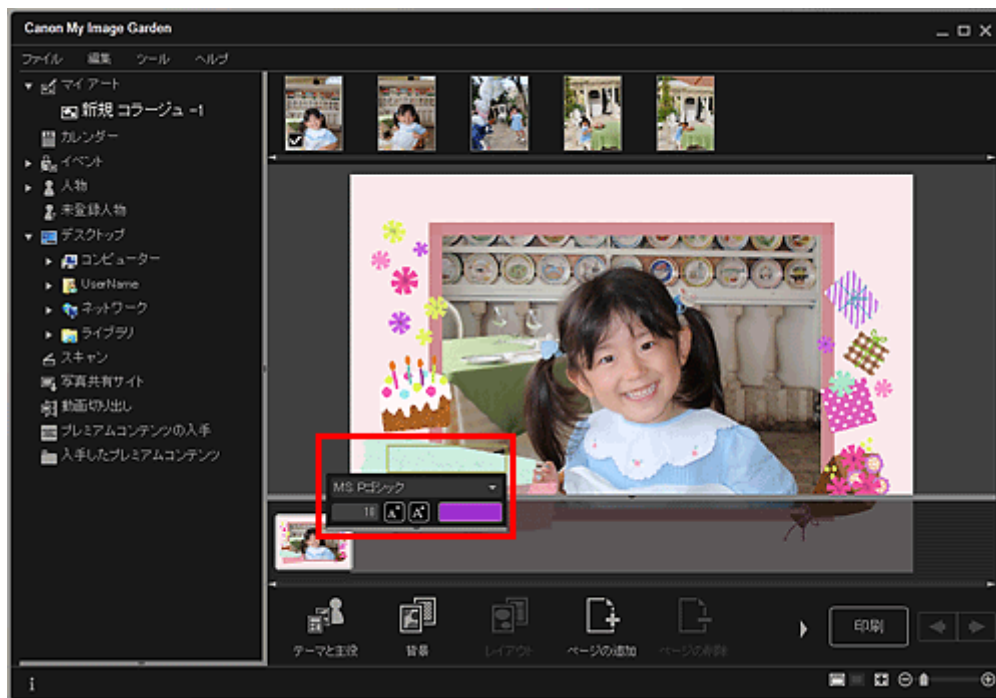 Canon My Image Garden
ファイル 編集 ツール ヘルプ
マイ アート
新規 コラージュ -1
カレンダー
イベント
人物
未登録人物
デスクトップ
コンピューター
UserName
ネットワーク
ライブラリ
スキャン
写真共有サイト
動画切り出し
プレミアムコンテンツの入手
入手したプレミアムコンテンツ
MS Pゴシック
A A
テーマと主役 背景 レイアウト ページの追加 ページの削除 印刷